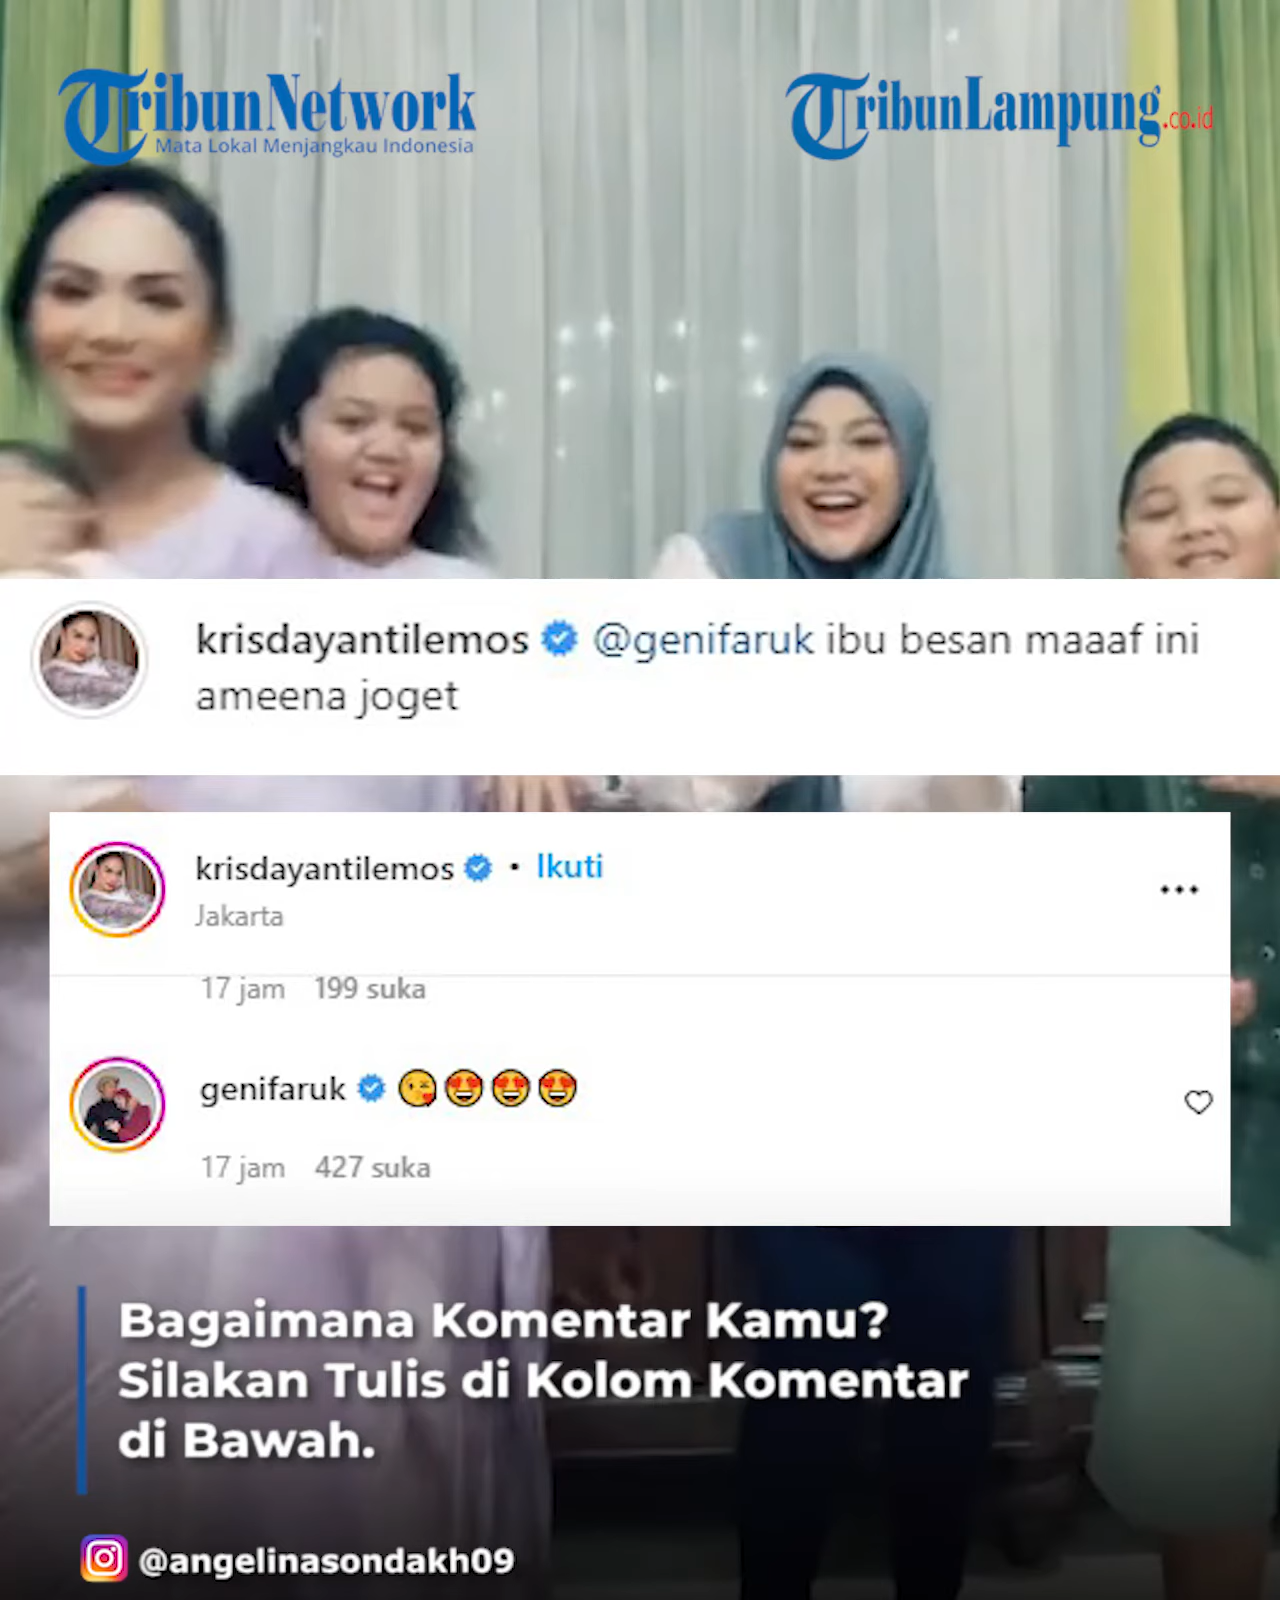 TribunNetwork
Mata Lokal Menjangkau Indonesia
TribunLampung.co.id
krisdayantilemos @genifaruk ibu besan maaaf ini
ameena joget
krisdayantilemos • Ikuti
Jakarta
17 jam 199 suka
genifaruk 😘😍😍😍
17 jam 427 suka
Bagaimana Komentar Kamu?
Silakan Tulis di Kolom Komentar
di Bawah.
@angelinasondakh09